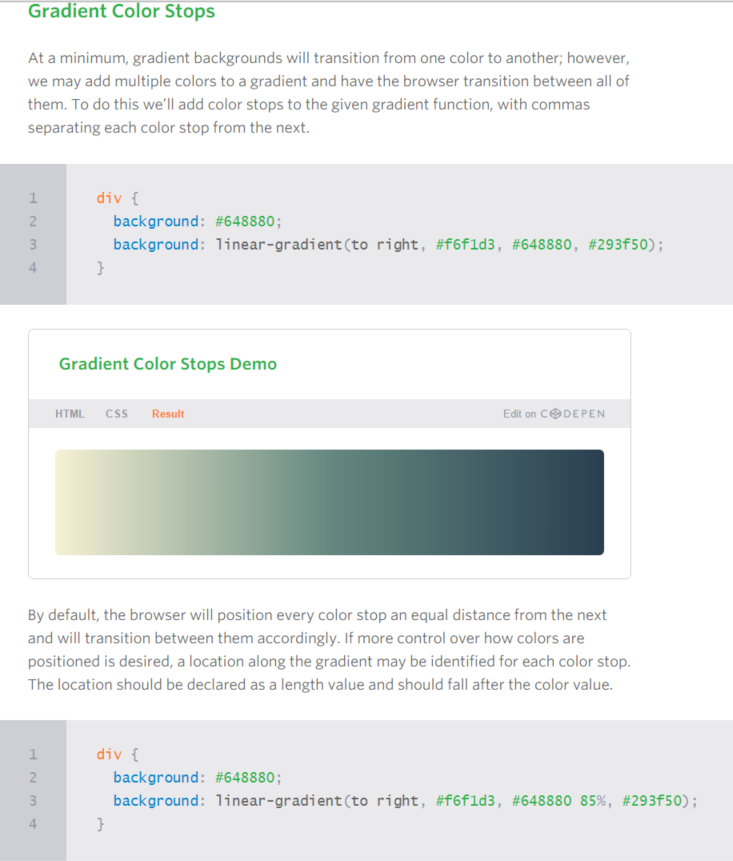 Gradient Color Stops
At a minimum, gradient backgrounds will transition from one color to another; however,
we may add multiple colors to a gradient and have the browser transition between all of
them. To do this we’ll add color stops to the given gradient function, with commas
separating each color stop from the next.
1 div {
2 background: #648880;
3 background: linear-gradient(to right, #f6f1d3, #648880, #293f50);
4 }
Gradient Color Stops Demo
HTML CSS Result Edit on CODEPEN
By default, the browser will position every color stop an equal distance from the next
and will transition between them accordingly. If more control over how colors are
positioned is desired, a location along the gradient may be identified for each color stop.
The location should be declared as a length value and should fall after the color value.
1 div {
2 background: #648880;
3 background: linear-gradient(to right, #f6f1d3, #648880 85%, #293f50);
4 }